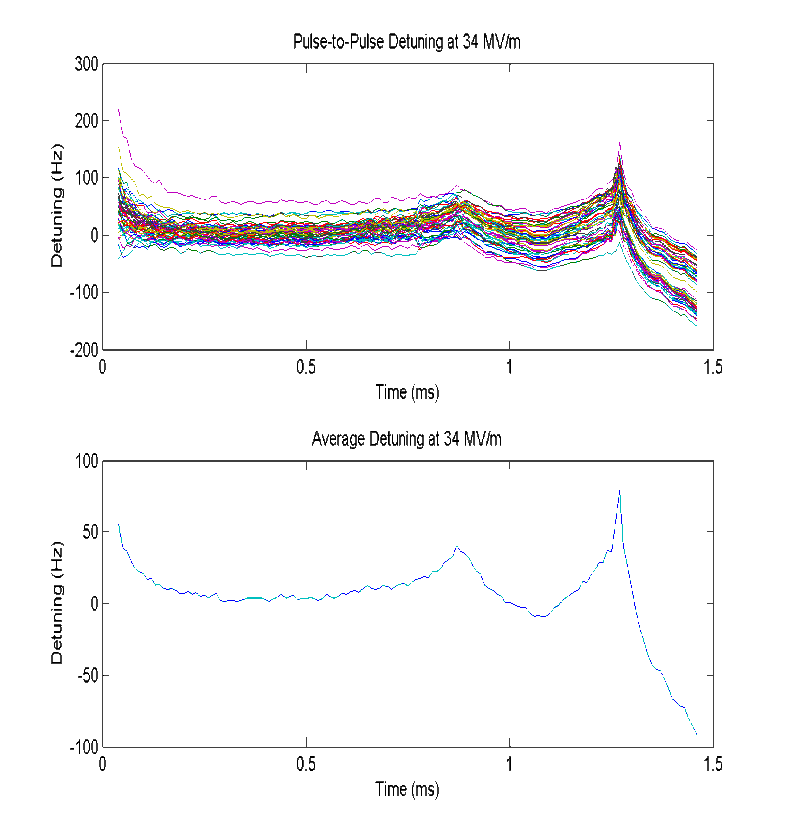 Pulse-to-Pulse Detuning at 34 MV/m
300
200
100
0
-100
-200
Detuning (Hz)
0 0.5 1 1.5
Time (ms)
Average Detuning at 34 MV/m
100
50
0
-50
-100
Detuning (Hz)
0 0.5 1 1.5
Time (ms)